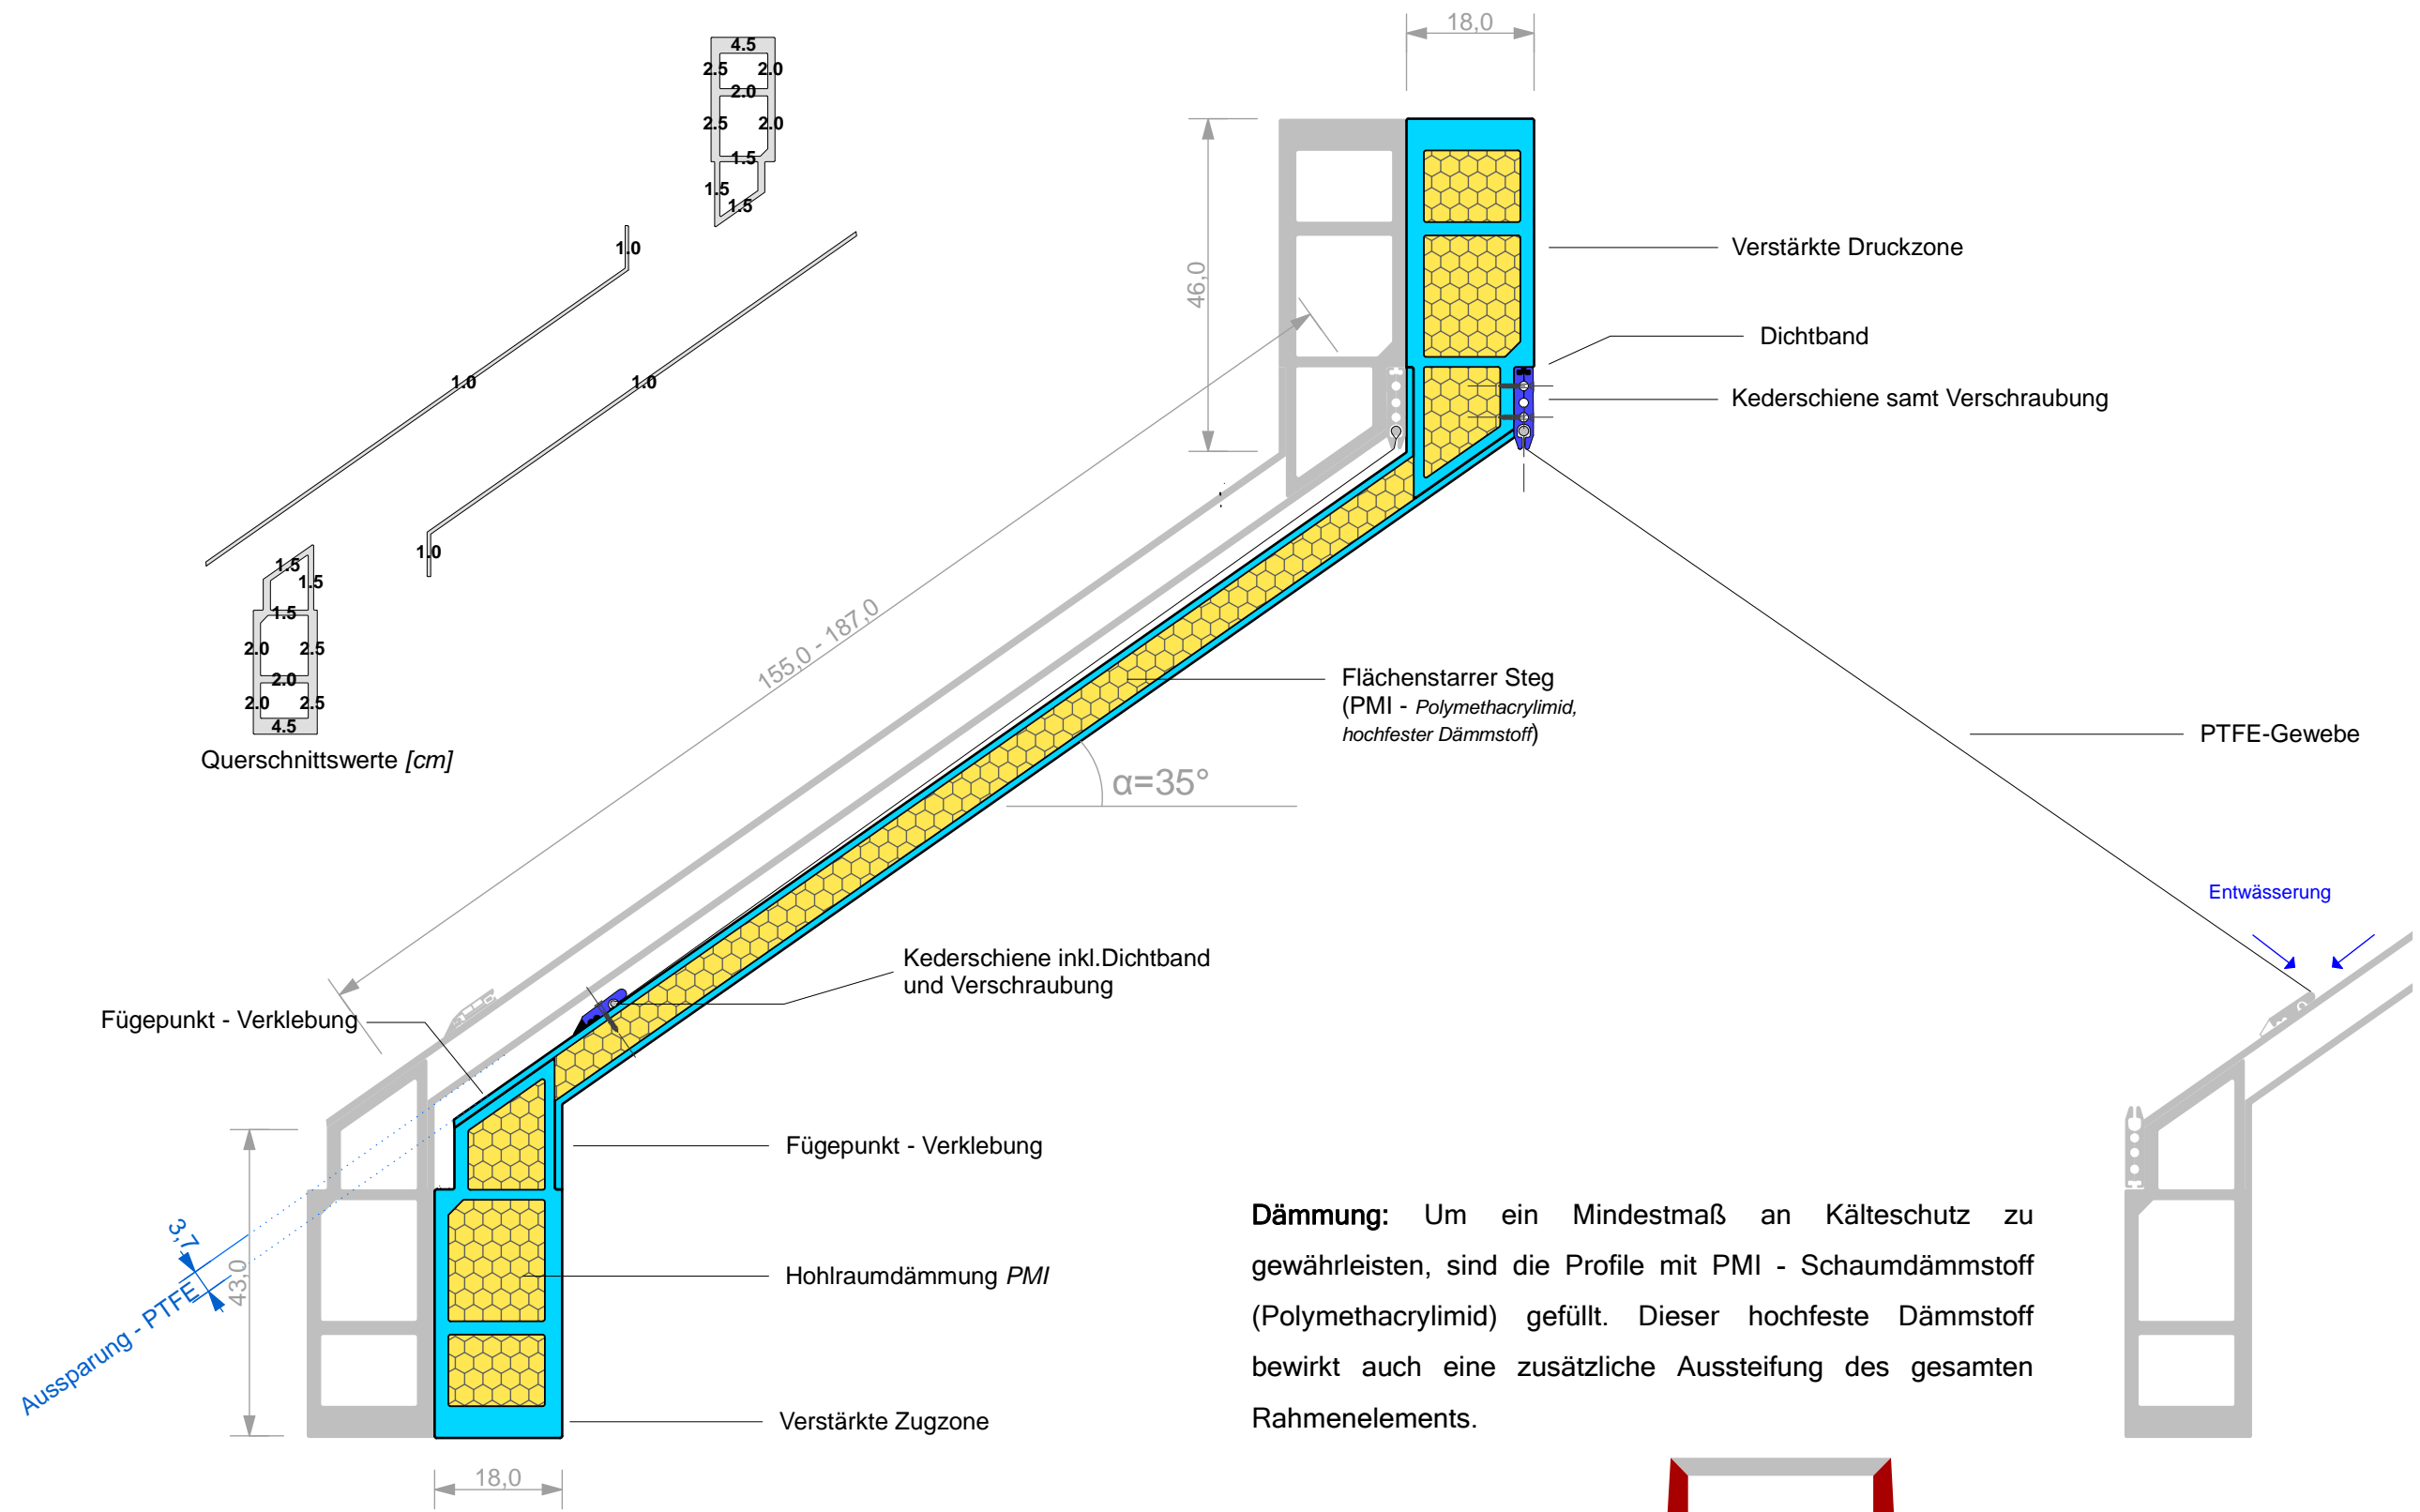 18,0
4.5
2.5 2.0
2.0
2.5 2.0
1.5
1.5
1.5
1.0
1.0
1.0
1.0
1.5
1.5
1.5
2.0 2.5
2.0
2.0 2.5
4.5
Querschnittswerte [cm]
46,0
155,0 - 187,0
Verstärkte Druckzone
Dichtband
Kederschiene samt Verschraubung
Flächenstarrer Steg
(PMI - Polymethacrylimid,
hochfester Dämmstoff)
α=35°
PTFE-Gewebe
Entwässerung
Kederschiene inkl.Dichtband
und Verschraubung
Fügepunkt - Verklebung
Fügepunkt - Verklebung
3,7
43,0
Aussparung - PTFE
Hohlraumdämmung PMI
Verstärkte Zugzone
18,0
Dämmung: Um ein Mindestmaß an Kälteschutz zu
gewährleisten, sind die Profile mit PMI - Schaumdämmstoff
(Polymethacrylimid) gefüllt. Dieser hochfeste Dämmstoff
bewirkt auch eine zusätzliche Aussteifung des gesamten
Rahmenelements.